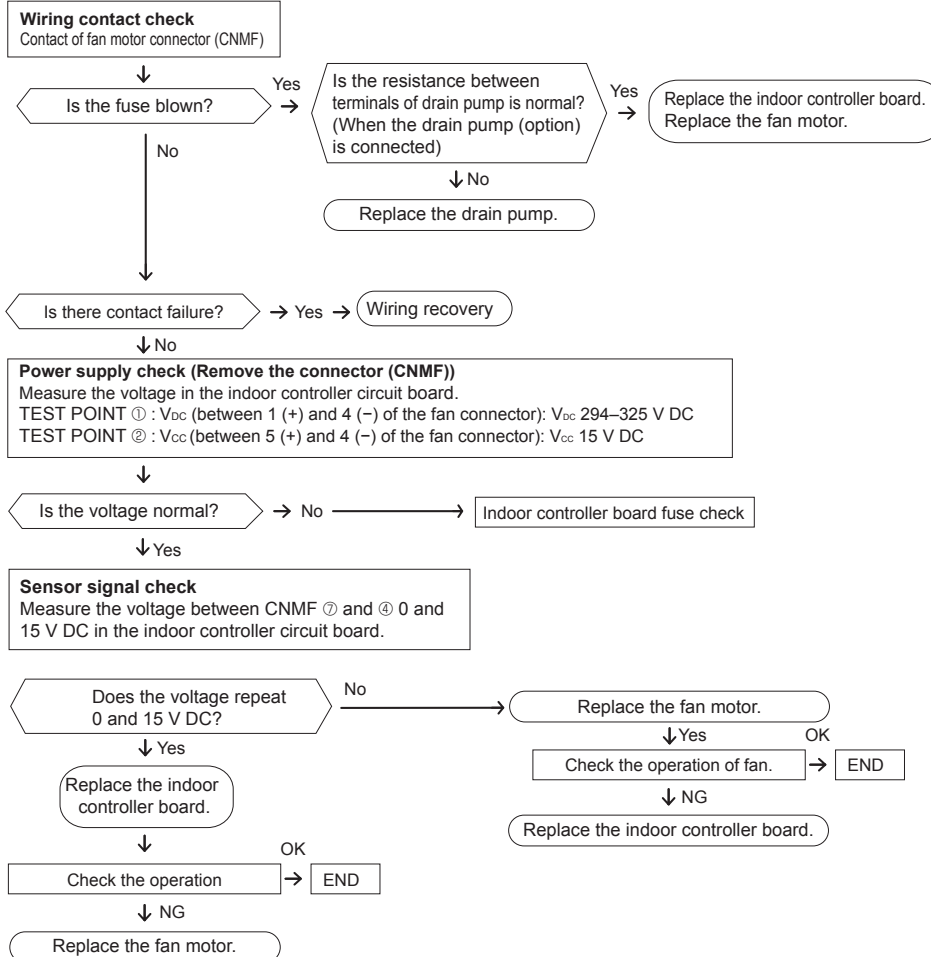 Wiring contact check
Contact of fan motor connector (CNMF)
Is the fuse blown?
Yes
Is the resistance between
terminals of drain pump is normal?
(When the drain pump (option)
is connected)
Yes
Replace the indoor controller board.
Replace the fan motor.
No
No
Replace the drain pump.
Is there contact failure?
Yes
Wiring recovery
No
Power supply check (Remove the connector (CNMF))
Measure the voltage in the indoor controller circuit board.
TEST POINT ① : VDC (between 1 (+) and 4 (−) of the fan connector): VDC 294–325 V DC
TEST POINT ② : VCC (between 5 (+) and 4 (−) of the fan connector): Vcc 15 V DC
Is the voltage normal?
No
Indoor controller board fuse check
Yes
Sensor signal check
Measure the voltage between CNMF ⑦ and ④ 0 and
15 V DC in the indoor controller circuit board.
Does the voltage repeat
0 and 15 V DC?
No
Replace the fan motor.
Yes
Yes
OK
Replace the indoor
controller board.
Check the operation of fan.
END
NG
Replace the indoor controller board.
OK
Check the operation
END
NG
Replace the fan motor.